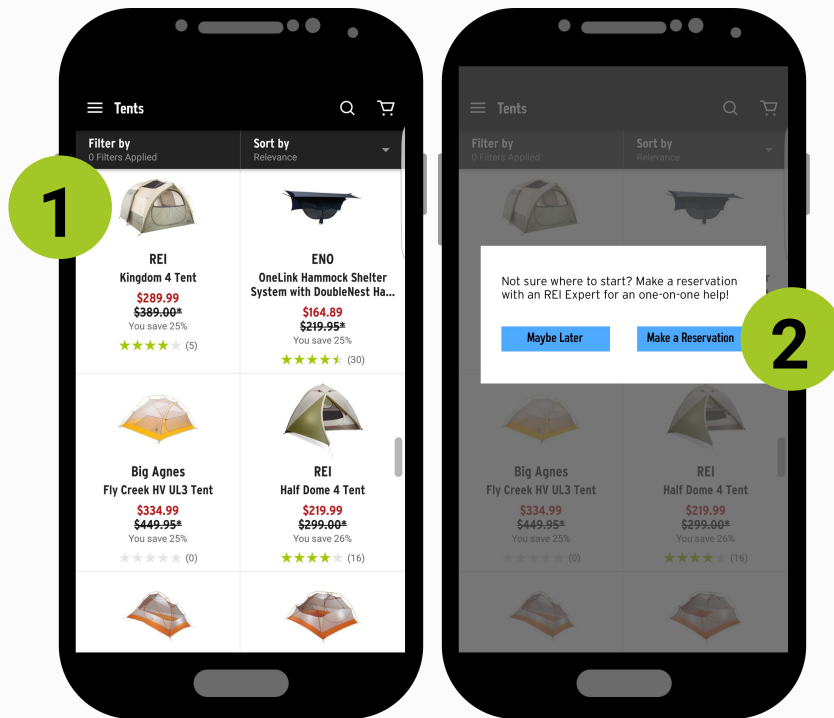 1
Tents
Filter by
0 Filters Applied
Sort by
Relevance
REI
Kingdom 4 Tent
$289.99
$389.00*
You save 25%
(5)
ENO
OneLink Hammock Shelter
System with DoubleNest Ha...
$164.89
$219.95*
You save 25%
(30)
Big Agnes
Fly Creek HV UL3 Tent
$334.99
$449.95*
You save 25%
(0)
REI
Half Dome 4 Tent
$219.99
$299.00*
You save 26%
(16)
2
Tents
Filter by
0 Filters Applied
Sort by
Relevance
Not sure where to start? Make a reservation
with an REI Expert for an one-on-one help!
Maybe Later
Make a Reservation
Big Agnes
Fly Creek HV UL3 Tent
$334.99
$449.95*
You save 25%
(0)
REI
Half Dome 4 Tent
$219.99
$299.00*
You save 26%
(16)